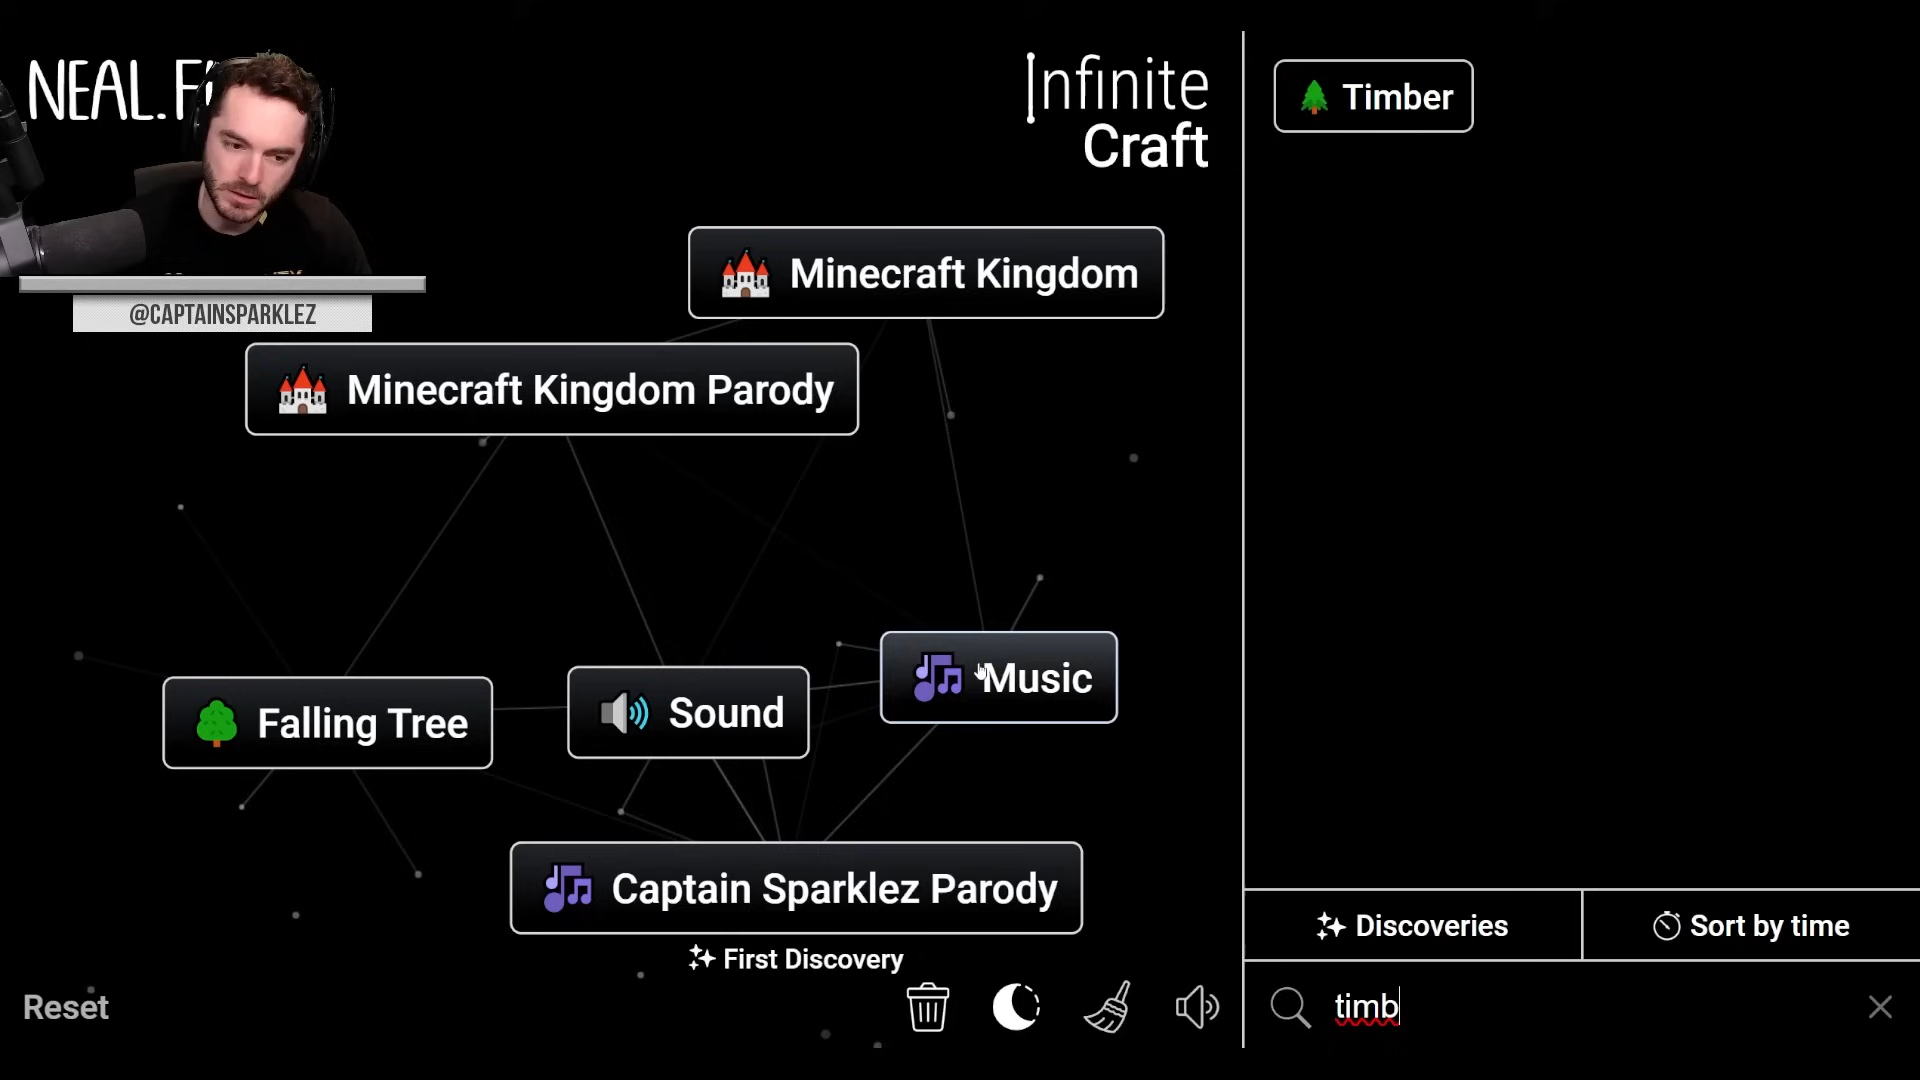 NEAL.F
Infinite
Craft
Timber
@CAPTAINSPARKLEZ
Minecraft Kingdom
Minecraft Kingdom Parody
Music
Falling Tree
Sound
Captain Sparklez Parody
First Discovery
Discoveries
Sort by time
Reset
timb